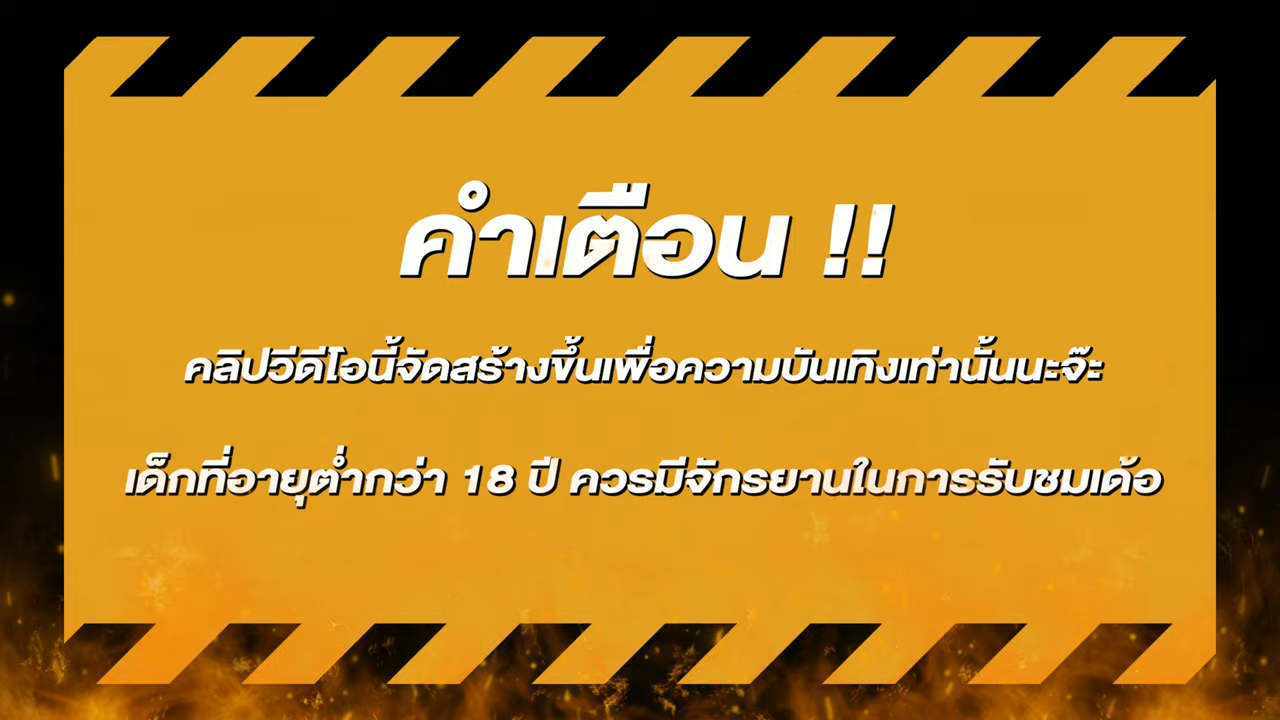 คำเตือน !!
คลิปวีดีโอนี้จัดสร้างขึ้นเพื่อความบันเทิงเท่านั้นนะจ๊ะ
เด็กที่อายุต่ำกว่า 18 ปี ควรมีจักรยานในการรับชมเด้อ